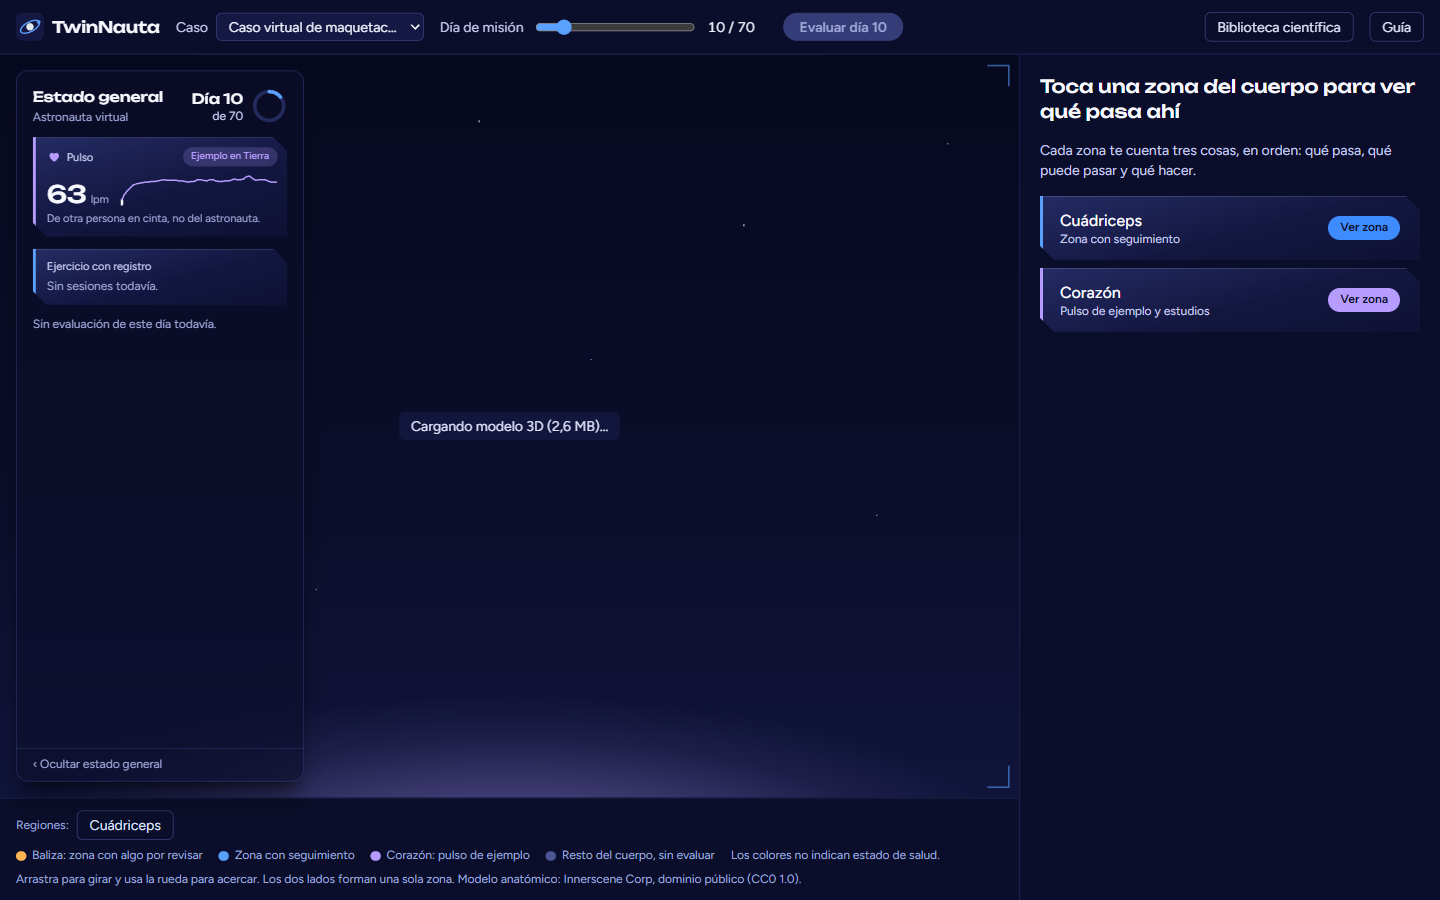 TwinNauta
Caso
Caso virtual de maquetac...
Día de misión
10 / 70
Evaluar día 10
Biblioteca científica
Guía
Estado general
Astronauta virtual
Día 10
de 70
Pulso
Ejemplo en Tierra
63 lpm
De otra persona en cinta, no del astronauta.
Ejercicio con registro
Sin sesiones todavía.
Sin evaluación de este día todavía.
‹ Ocultar estado general
Cargando modelo 3D (2,6 MB)...
Toca una zona del cuerpo para ver
qué pasa ahí
Cada zona te cuenta tres cosas, en orden: qué pasa, qué
puede pasar y qué hacer.
Cuádriceps
Zona con seguimiento
Ver zona
Corazón
Pulso de ejemplo y estudios
Ver zona
Regiones:
Cuádriceps
Baliza: zona con algo por revisar
Zona con seguimiento
Corazón: pulso de ejemplo
Resto del cuerpo, sin evaluar
Los colores no indican estado de salud.
Arrastra para girar y usa la rueda para acercar. Los dos lados forman una sola zona. Modelo anatómico: Innerscene Corp, dominio público (CC0 1.0).